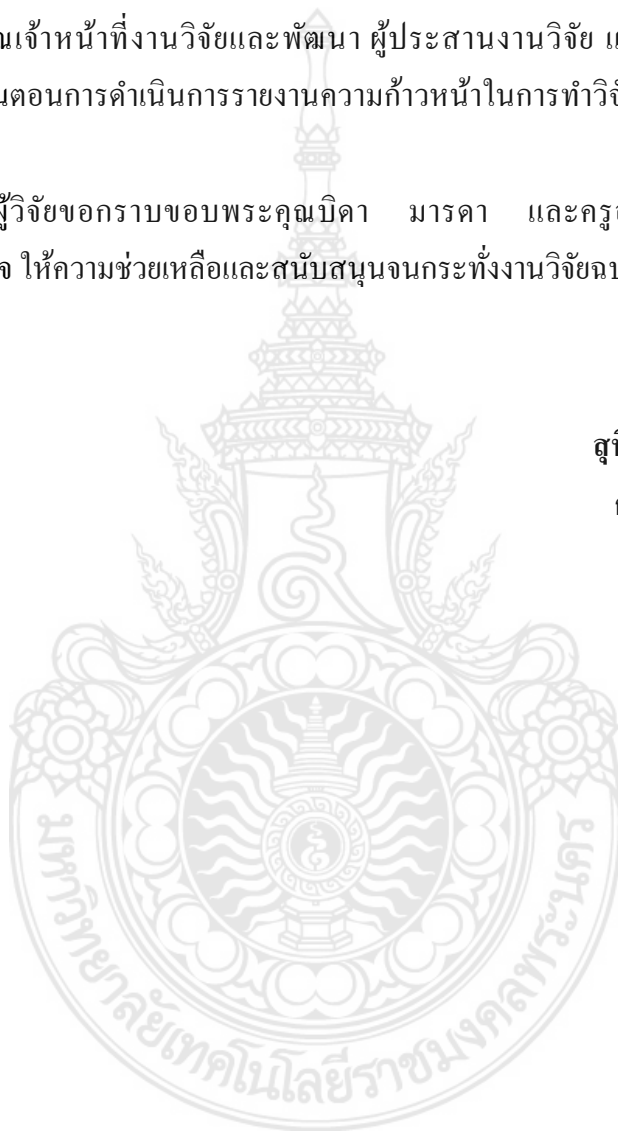 ณเจ้าหน้าที่งานวิจัยและพัฒนา ผู้ประสานงานวิจัย
นตอนการดำเนินการรายงานความก้าวหน้าในการทำวิจั
ผู้วิจัยขอกราบขอบพระคุณบิดา มารดา และครู
จ ให้ความช่วยเหลือและสนับสนุนจนกระทั่งงานวิจัยฉบ
มหาวิทยาลัยเทคโนโลยีราชมงคลพระนคร